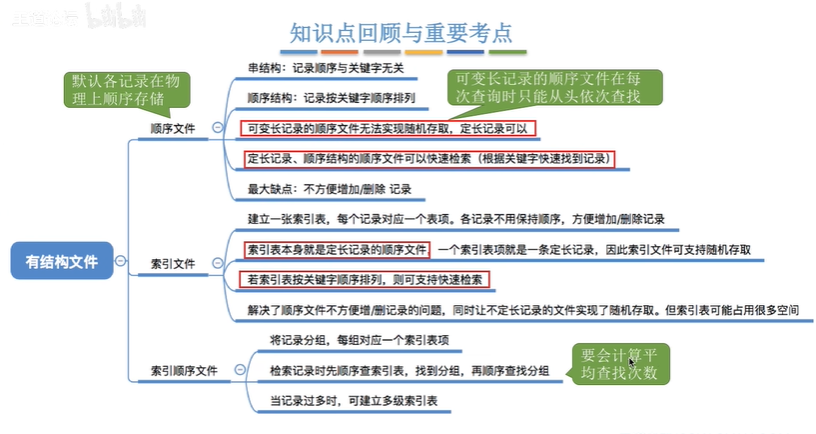 bilibili
知识点回顾与重要考点
默认各记录在物
理上顺序存储
串结构：记录顺序与关键字无关
可变长记录的顺序文件在每
次查询时只能从头依次查找
顺序结构：记录按关键字顺序排列
顺序文件
可变长记录的顺序文件无法实现随机存取，定长记录可以
定长记录、顺序结构的顺序文件可以快速检索（根据关键字快速找到记录）
最大缺点：不方便增加/删除 记录
建立一张索引表，每个记录对应一个表项。各记录不用保持顺序，方便增加/删除记录
有结构文件
索引文件
索引表本身就是定长记录的顺序文件，一个索引表项就是一条定长记录，因此索引文件可支持随机存取
若索引表按关键字顺序排列，则可支持快速检索
解决了顺序文件不方便增/删记录的问题，同时让不定长记录的文件实现了随机存取。但索引表可能占用很多空间
将记录分组，每组对应一个索引表项
索引顺序文件
检索记录时先顺序查索引表，找到分组，再顺序查找分组
要会计算平
均查找次数
当记录过多时，可建立多级索引表